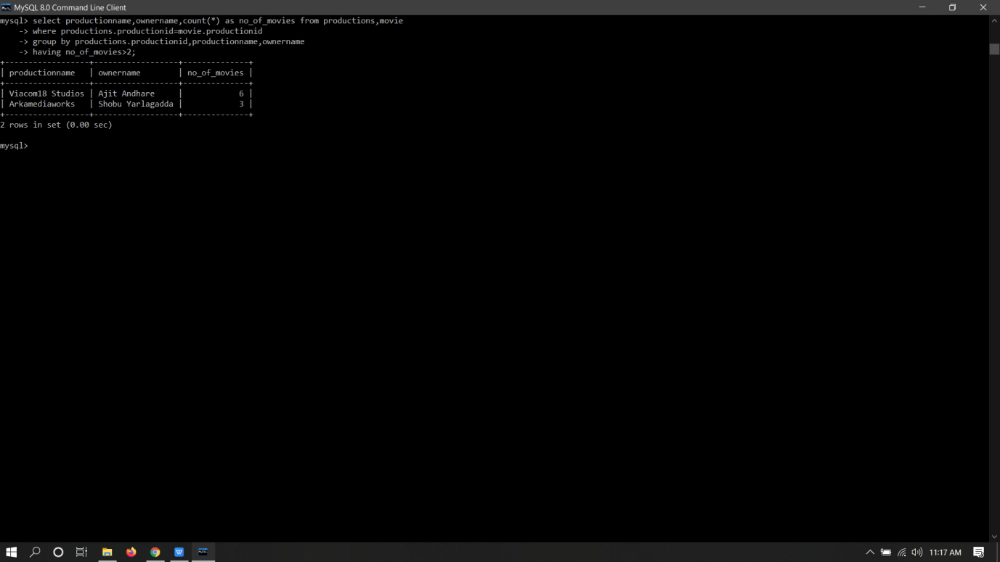 MySQL 8.0 Command Line Client
mysql> select productionname,ownername,count(*) as no_of_movies from productions,movie
    -> where productions.productionid=movie.productionid
    -> group by productions.productionid,productionname,ownername
    -> having no_of_movies>2;
+------------------+------------------+--------------+
| productionname   | ownername        | no_of_movies |
+------------------+------------------+--------------+
| Viacom18 Studios | Ajit Andhare     |            6 |
| Arkamediaworks   | Shobu Yarlagadda |            3 |
+------------------+------------------+--------------+
2 rows in set (0.00 sec)
mysql>
11:17 AM